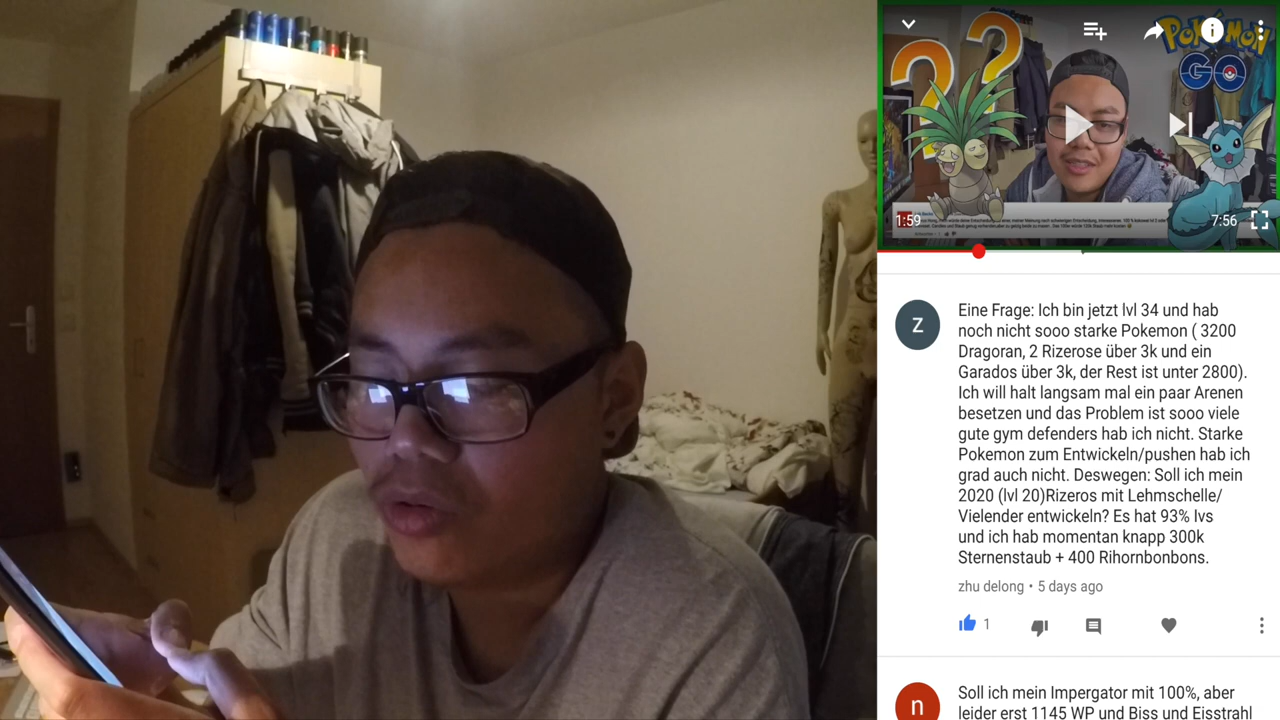 POKéMON
GO
1:59
7:56
Z
Eine Frage: Ich bin jetzt lvl 34 und hab
noch nicht sooo starke Pokemon ( 3200
Dragoran, 2 Rizerose über 3k und ein
Garados über 3k, der Rest ist unter 2800).
Ich will halt langsam mal ein paar Arenen
besetzen und das Problem ist sooo viele
gute gym defenders hab ich nicht. Starke
Pokemon zum Entwickeln/pushen hab ich
grad auch nicht. Deswegen: Soll ich mein
2020 (lvl 20)Rizeros mit Lehmschelle/
Vielender entwickeln? Es hat 93% Ivs
und ich hab momentan knapp 300k
Sternenstaub + 400 Rihornbonbons.
zhu delong • 5 days ago
1
n
Soll ich mein Impergator mit 100%, aber
leider erst 1145 WP und Biss und Eisstrahl